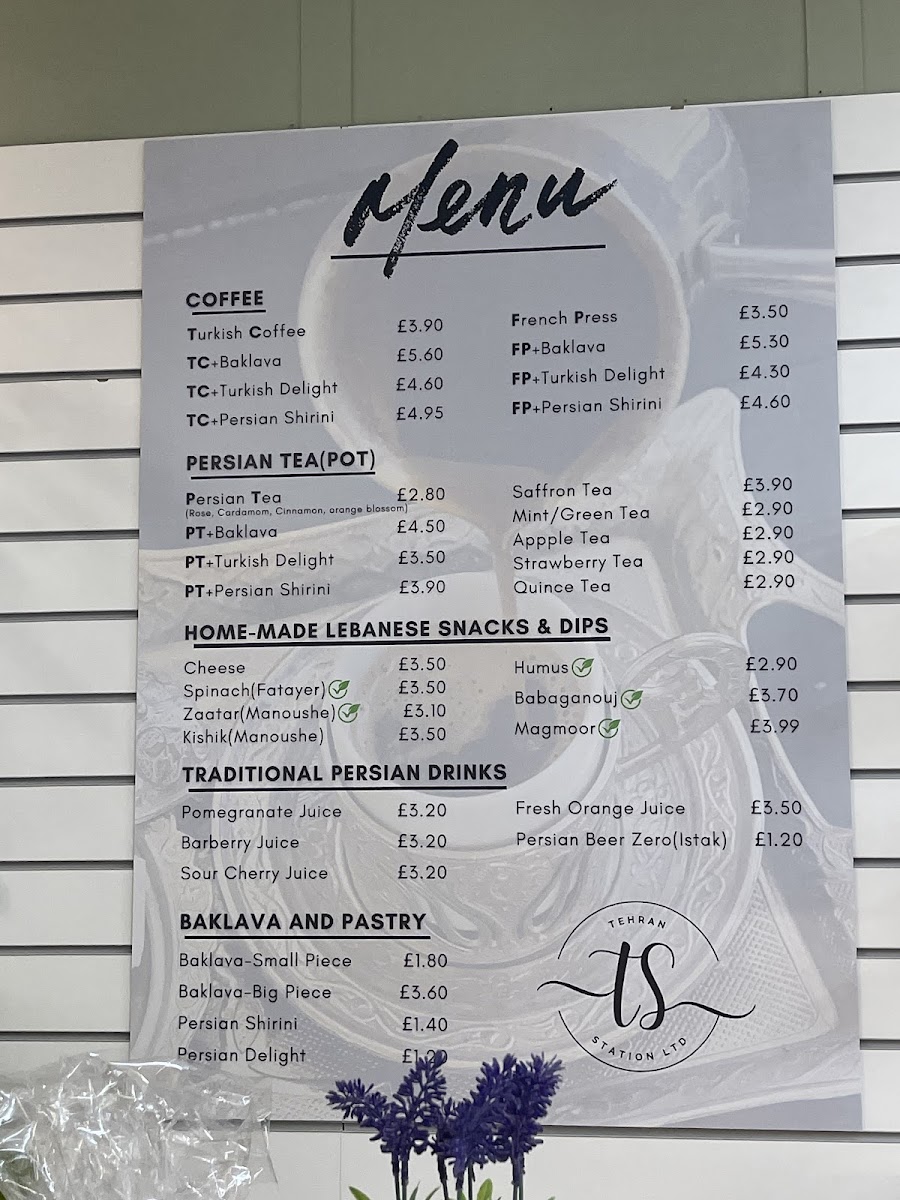 Menu
COFFEE
Turkish Coffee £3.90
TC+Baklava £5.60
TC+Turkish Delight £4.60
TC+Persian Shirini £4.95
French Press £3.50
FP+Baklava £5.30
FP+Turkish Delight £4.30
FP+Persian Shirini £4.60
PERSIAN TEA(POT)
Persian Tea £2.80
(Rose, Cardamom, Cinnamon, orange blossom)
PT+Baklava £4.50
PT+Turkish Delight £3.50
PT+Persian Shirini £3.90
Saffron Tea £3.90
Mint/Green Tea £2.90
Appple Tea £2.90
Strawberry Tea £2.90
Quince Tea £2.90
HOME-MADE LEBANESE SNACKS & DIPS
Cheese £3.50
Spinach(Fatayer) £3.50
Zaatar(Manoushe) £3.10
Kishik(Manoushe) £3.50
Humus £2.90
Babaganouj £3.70
Magmoor £3.99
TRADITIONAL PERSIAN DRINKS
Pomegranate Juice £3.20
Barberry Juice £3.20
Sour Cherry Juice £3.20
Fresh Orange Juice £3.50
Persian Beer Zero(Istak) £1.20
BAKLAVA AND PASTRY
Baklava-Small Piece £1.80
Baklava-Big Piece £3.60
Persian Shirini £1.40
Persian Delight £1.20
TEHRAN
tS
STATION LTD